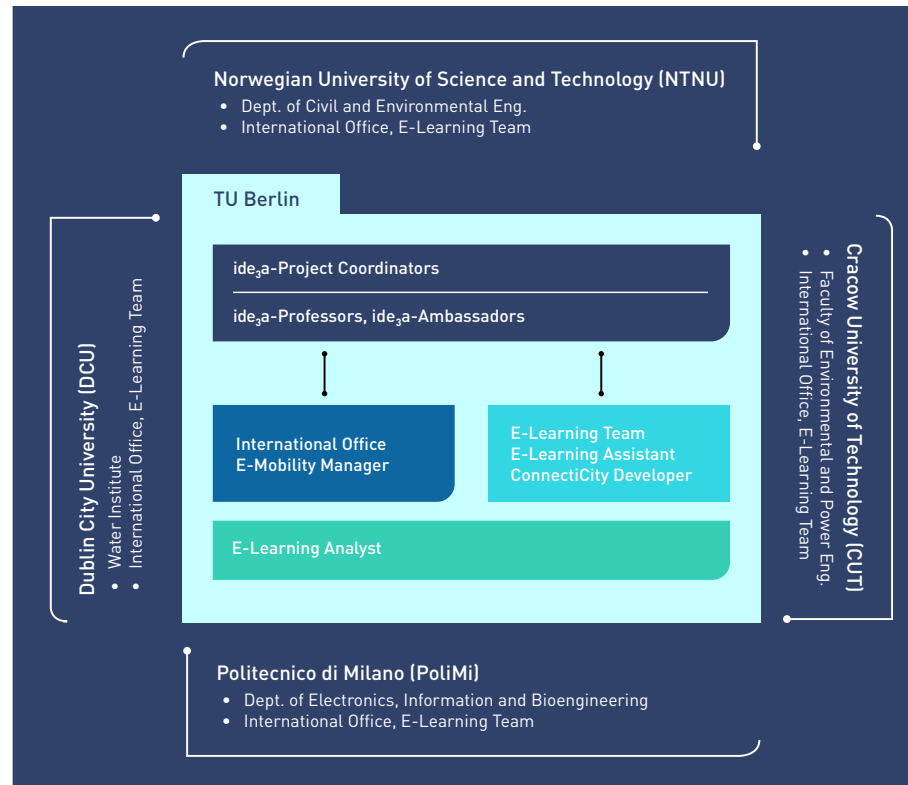 Norwegian University of Science and Technology (NTNU)
• Dept. of Civil and Environmental Eng.
• International Office, E-Learning Team
TU Berlin
ide₃a-Project Coordinators
ide₃a-Professors, ide₃a-Ambassadors
International Office
E-Mobility Manager
E-Learning Team
E-Learning Assistant
ConnectiCity Developer
E-Learning Analyst
Dublin City University (DCU)
• Water Institute
• International Office, E-Learning Team
Cracow University of Technology (CUT)
• Faculty of Environmental and Power Eng.
• International Office, E-Learning Team
Politecnico di Milano (PoliMi)
• Dept. of Electronics, Information and Bioengineering
• International Office, E-Learning Team